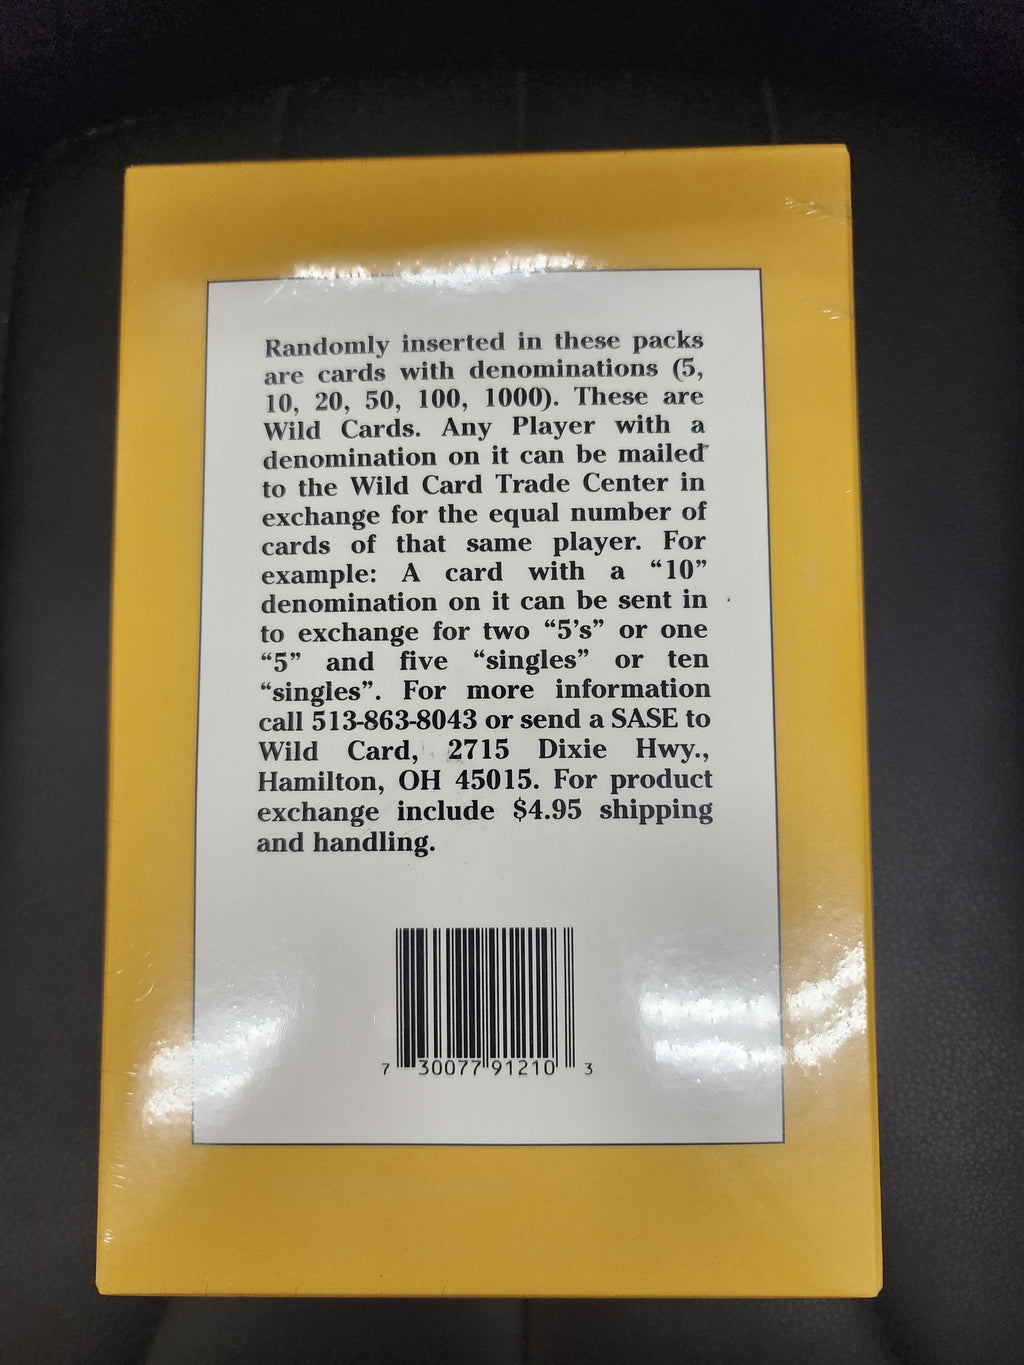 Randomly inserted in these packs
are cards with denominations (5,
10, 20, 50, 100, 1000). These are
Wild Cards. Any Player with a
denomination on it can be mailed
to the Wild Card Trade Center in
exchange for the equal number of
cards of that same player. For
example: A card with a “10”
denomination on it can be sent in
to exchange for two “5’s” or one
“5” and five “singles” or ten
“singles”. For more information
call 513-863-8043 or send a SASE to
Wild Card, 2715 Dixie Hwy.,
Hamilton, OH 45015. For product
exchange include $4.95 shipping
and handling.
7 30077 91210 3